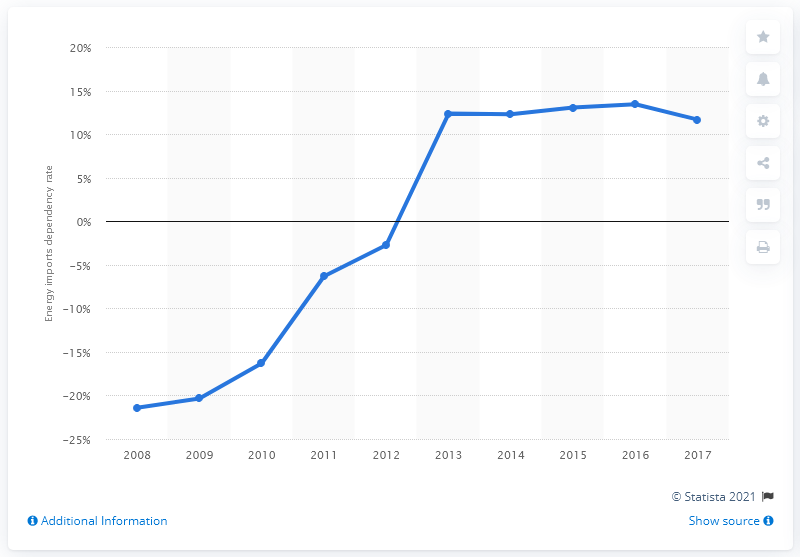 20%
15%
10%
5%
0%
−5%
−10%
−15%
−20%
−25%
Energy imports dependency rate
2008 2009 2010 2011 2012 2013 2014 2015 2016 2017
© Statista 2021
Additional Information Show source